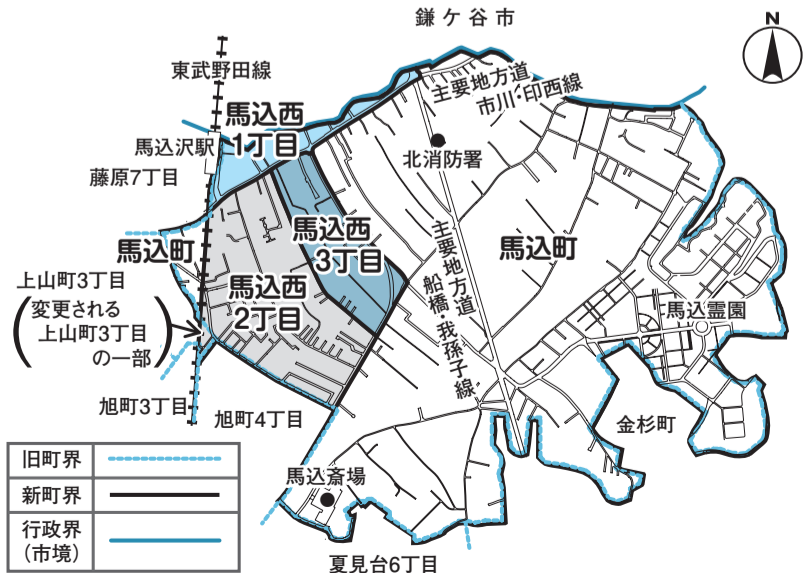 鎌ケ谷市
N
東武野田線
主要地方道
市川・印西線
馬込西
1丁目
馬込沢駅
北消防署
藤原7丁目
馬込西
3丁目
馬込町
主要地方道
船橋・我孫子線
馬込町
上山町3丁目
変更される
上山町3丁目
の一部
馬込西
2丁目
馬込霊園
旭町3丁目
旭町4丁目
金杉町
旧町界
新町界
行政界
(市境)
馬込斎場
夏見台6丁目